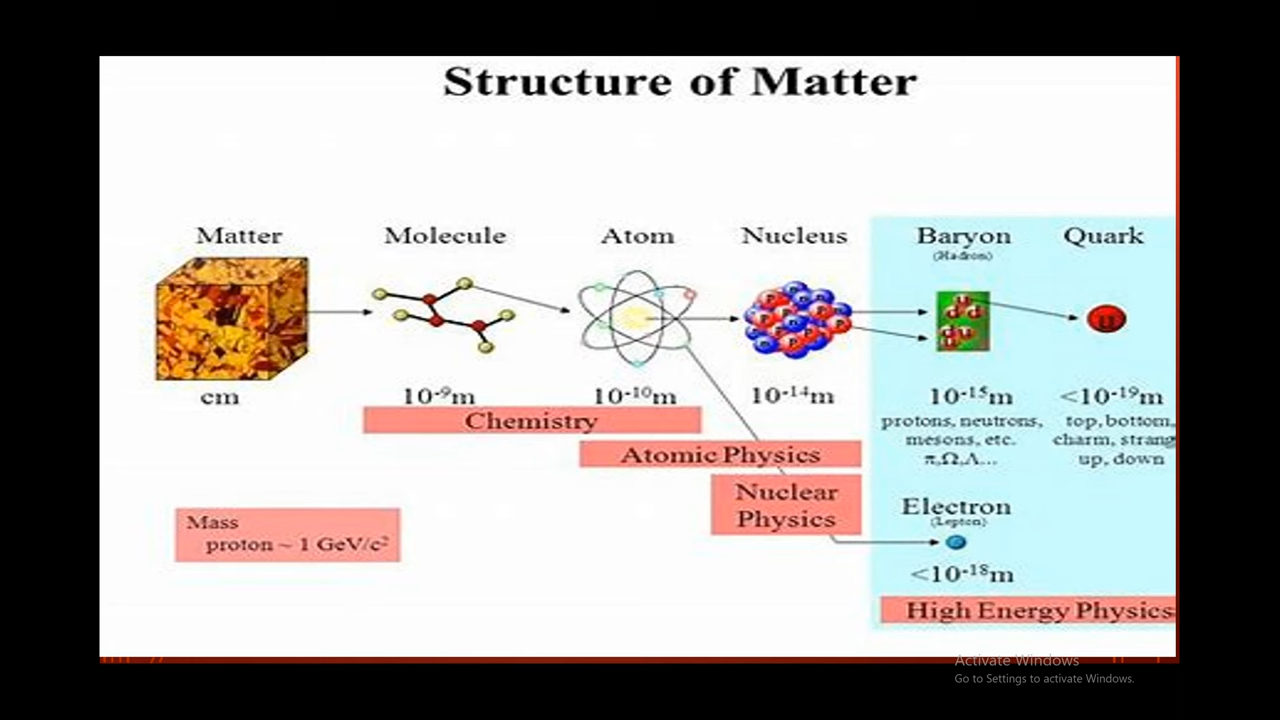 Structure of Matter
Matter
Molecule
Atom
Nucleus
Baryon
(Hadron)
Quark
u
cm
10-9m
10-10m
10-14m
10-15m
<10-19m
Chemistry
protons, neutrons,
mesons, etc.
π,Ω,Λ...
top, bottom,
charm, strang
up, down
Atomic Physics
Nuclear
Physics
Mass
proton ~ 1 GeV/c2
Electron
(Lepton)
<10-18m
High Energy Physics
Activate Windows
Go to Settings to activate Windows.